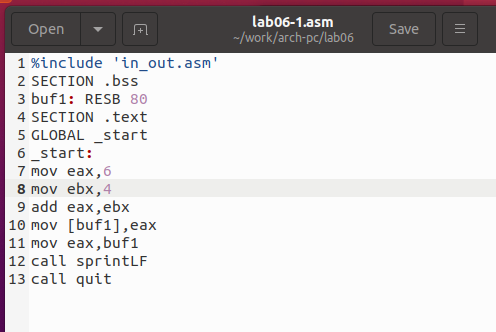 Open
lab06-1.asm
~/work/arch-pc/lab06
Save
1 %include 'in_out.asm'
2 SECTION .bss
3 buf1: RESB 80
4 SECTION .text
5 GLOBAL _start
6 _start:
7 mov eax,6
8 mov ebx,4
9 add eax,ebx
10 mov [buf1],eax
11 mov eax,buf1
12 call sprintLF
13 call quit